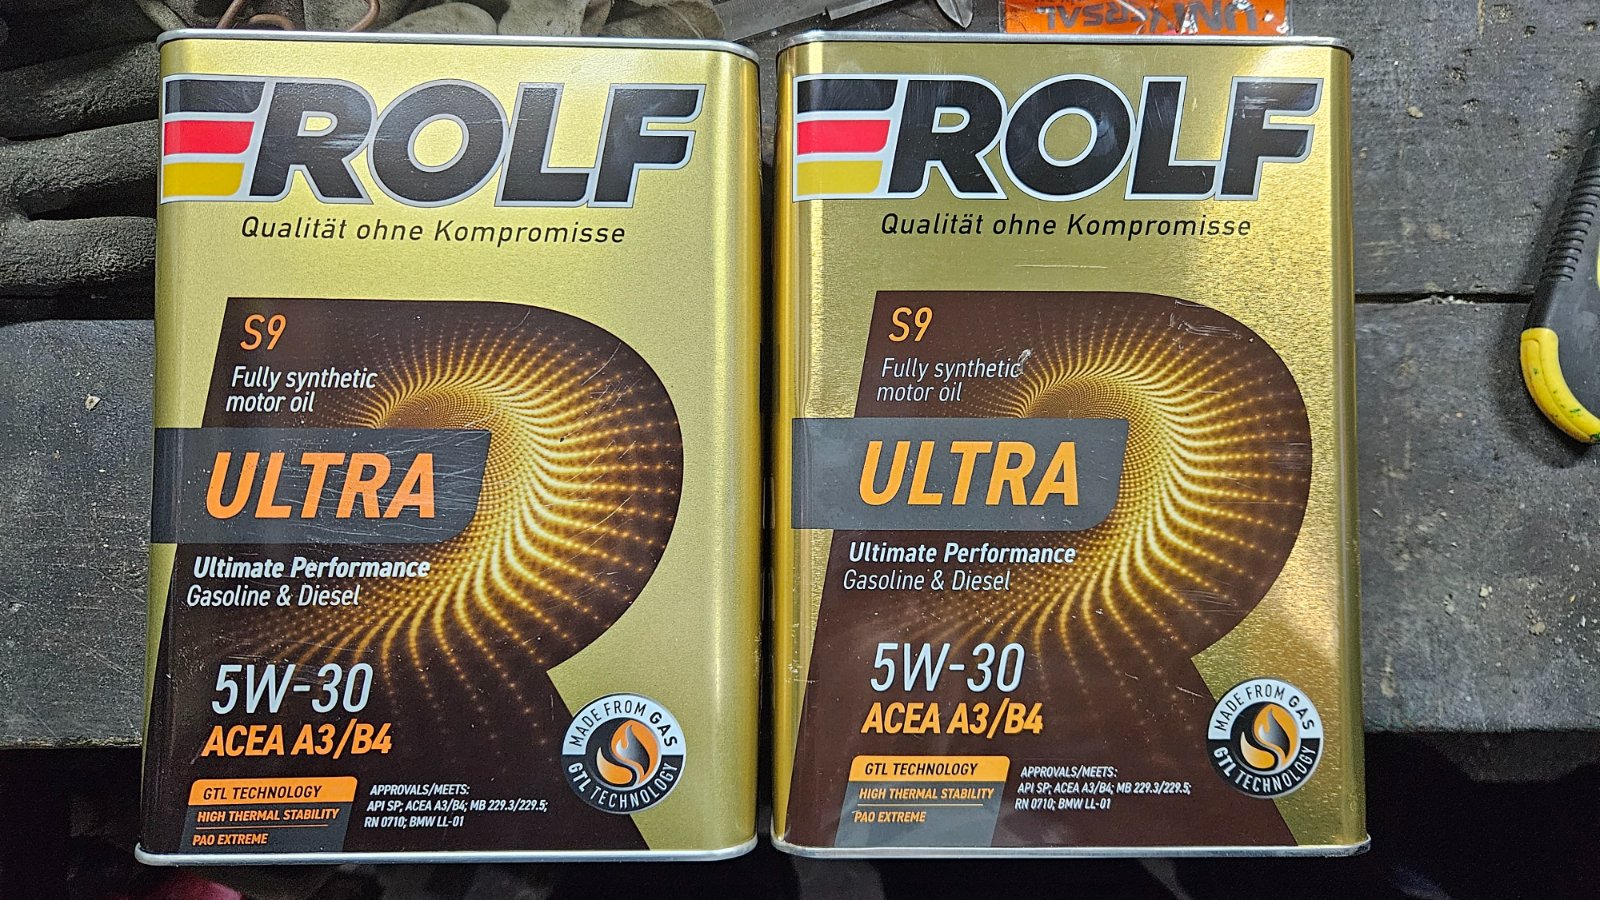 UNIVERSAL
ROLF
Qualität ohne Kompromisse
S9
Fully synthetic
motor oil
ULTRA
Ultimate Performance
Gasoline & Diesel
5W-30
ACEA A3/B4
GTL TECHNOLOGY
HIGH THERMAL STABILITY
PAO EXTREME
APPROVALS/MEETS:
API SP; ACEA A3/B4; MB 229.3/229.5;
RN 0710; BMW LL-01
MADE FROM GAS
GTL TECHNOLOGY
ROLF
Qualität ohne Kompromisse
S9
Fully synthetic
motor oil
ULTRA
Ultimate Performance
Gasoline & Diesel
5W-30
ACEA A3/B4
GTL TECHNOLOGY
HIGH THERMAL STABILITY
PAO EXTREME
APPROVALS/MEETS:
API SP; ACEA A3/B4; MB 229.3/229.5;
RN 0710; BMW LL-01
MADE FROM GAS
GTL TECHNOLOGY